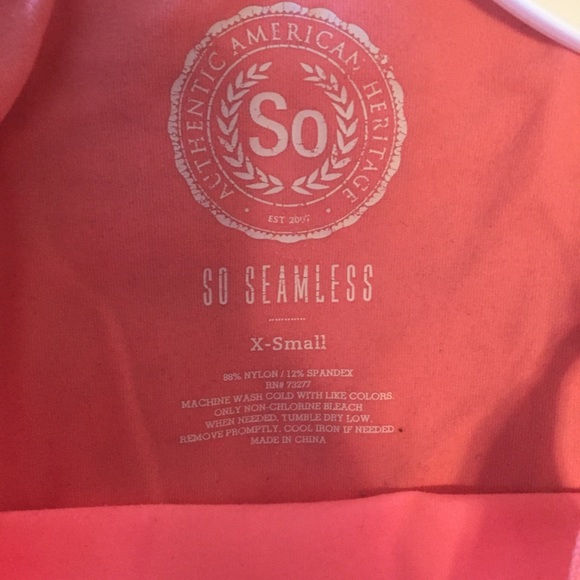 AUTHENTIC AMERICAN HERITAGE
So
EST 2007
SO SEAMLESS
X-Small
88% NYLON / 12% SPANDEX
RN# 73277
MACHINE WASH COLD WITH LIKE COLORS.
ONLY NON-CHLORINE BLEACH
WHEN NEEDED. TUMBLE DRY LOW.
REMOVE PROMPTLY. COOL IRON IF NEEDED
MADE IN CHINA